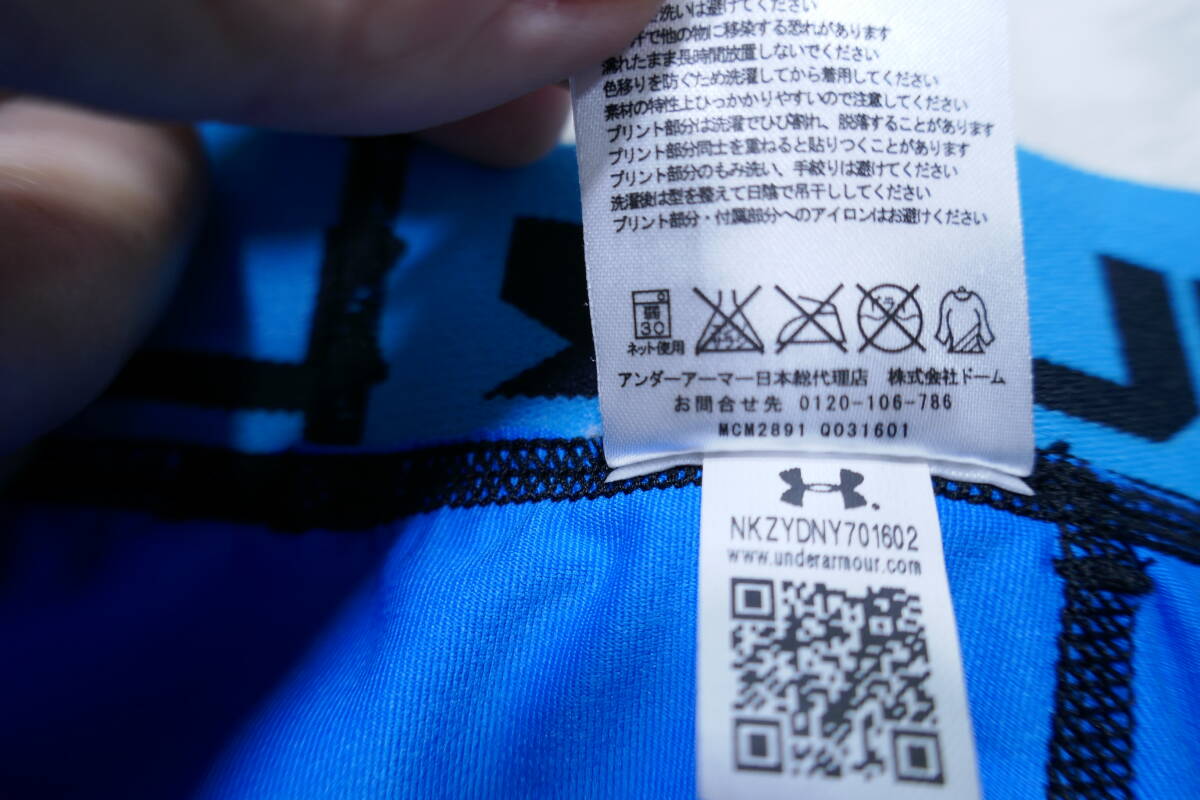 洗いは避けてください
で他の物に移染する恐れがあります
濡れたまま長時間放置しないでください
色移りを防ぐため洗濯してから着用してください
素材の特性上ひっかかりやすいので注意してください
プリント部分は洗濯でひび割れ、脱落することがあります
プリント部分同士を重ねると貼りつくことがあります
プリント部分のもみ洗い、手絞りは避けてください
洗濯後は型を整えて日陰で吊干ししてください
プリント部分・付属部分へのアイロンはお避けください
弱
30
ネット使用
アンダーアーマー日本総代理店 株式会社ドーム
お問合せ先 0120-106-786
MCM2891 Q031601
NKZYDNY701602
www.underarmour.com